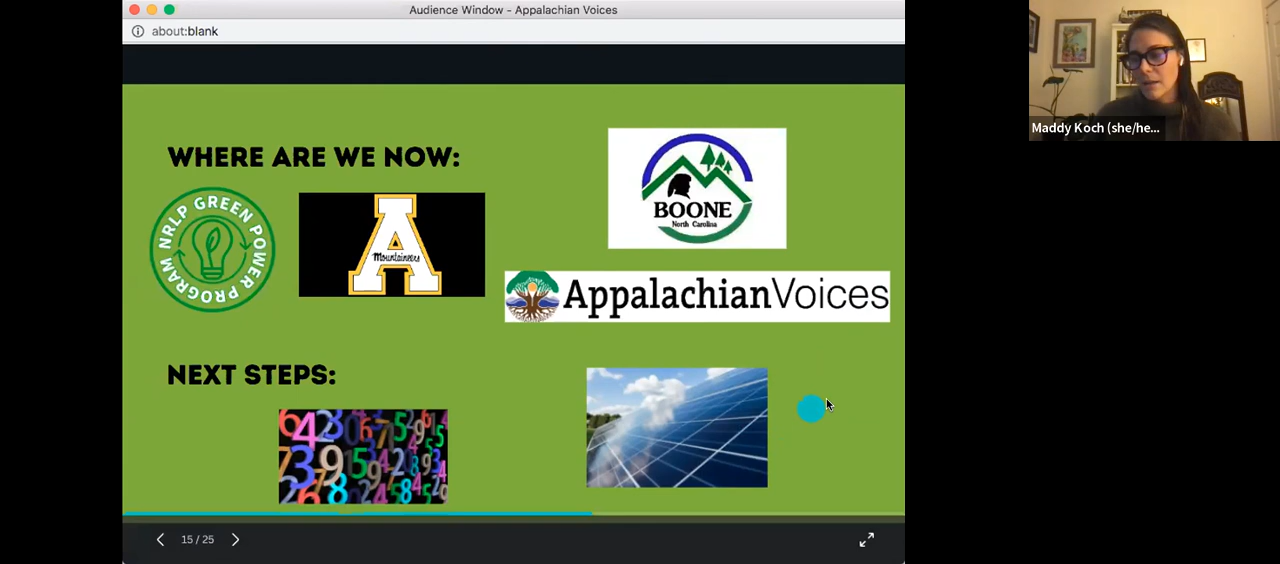 Audience Window - Appalachian Voices
about:blank
Maddy Koch (she/he...
WHERE ARE WE NOW:
NRLP GREEN POWER PROGRAM
A
Mountaineers
BOONE
North Carolina
AppalachianVoices
NEXT STEPS:
15 / 25